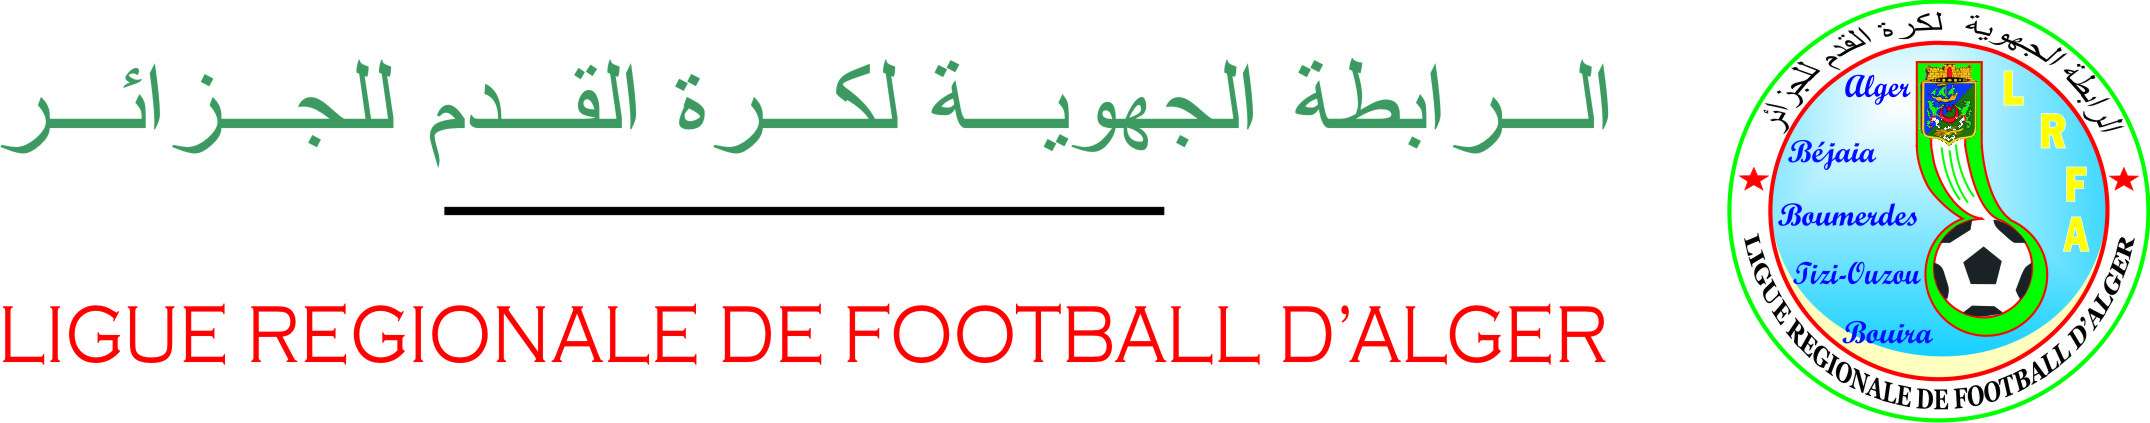 الرابطة الجهوية لكرة القدم للجزائر
LIGUE REGIONALE DE FOOTBALL D'ALGER
الرابطة الجهوية لكرة القدم للجزائر
Alger
Béjaia
Boumerdes
Tizi-Ouzou
Bouira
L
R
F
A
LIGUE REGIONALE DE FOOTBALL D'ALGER